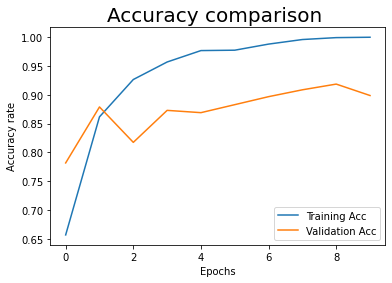 Accuracy comparison
1.00
0.95
0.90
0.85
0.80
0.75
0.70
0.65
Accuracy rate
0 2 4 6 8
Epochs
Training Acc
Validation Acc